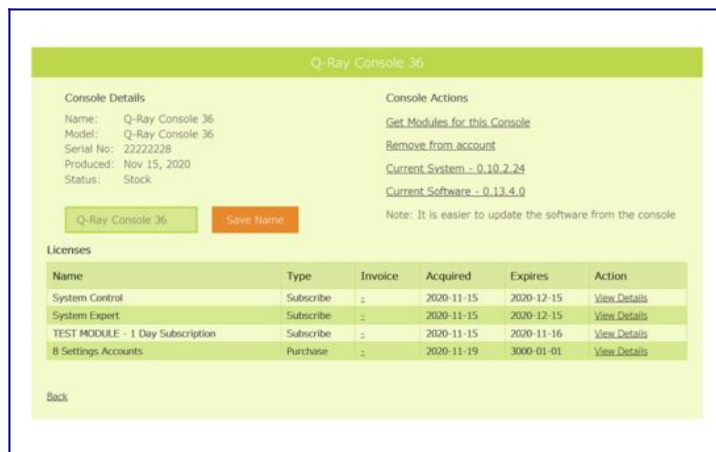 Q-Ray Console 36
Console Details
Name: Q-Ray Console 36
Model: Q-Ray Console 36
Serial No: 22222228
Produced: Nov 15, 2020
Status: Stock
Q-Ray Console 36 Save Name
Console Actions
Get Modules for this Console
Remove from account
Current System - 0.10.2.24
Current Software - 0.13.4.0
Note: It is easier to update the software from the console
Licenses
Name Type Invoice Acquired Expires Action
System Control Subscribe - 2020-11-15 2020-12-15 View Details
System Expert Subscribe - 2020-11-15 2020-12-15 View Details
TEST MODULE - 1 Day Subscription Subscribe - 2020-11-15 2020-11-16 View Details
8 Settings Accounts Purchase - 2020-11-19 3000-01-01 View Details
Back